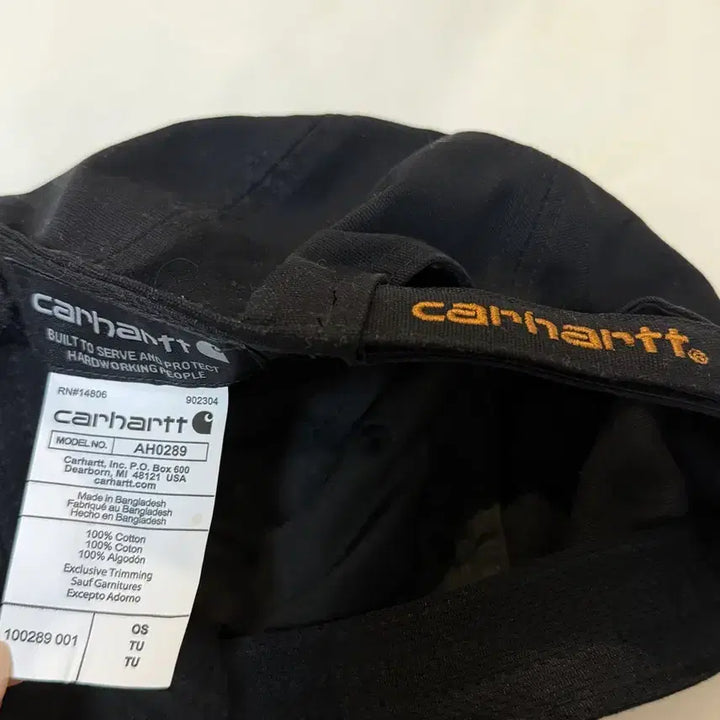 carhartt
BUILT TO SERVE AND PROTECT
HARDWORKING PEOPLE
carhartt®
RN#14806 902304
carhartt
MODEL NO. AH0289
Carhartt, Inc. P.O. Box 600
Dearborn, MI 48121 USA
carhartt.com
Made in Bangladesh
Fabriqué au Bangladesh
Hecho en Bangladesh
100% Cotton
100% Coton
100% Algodón
Exclusive Trimming
Sauf Garnitures
Excepto Adorno
100289 001
OS
TU
TU